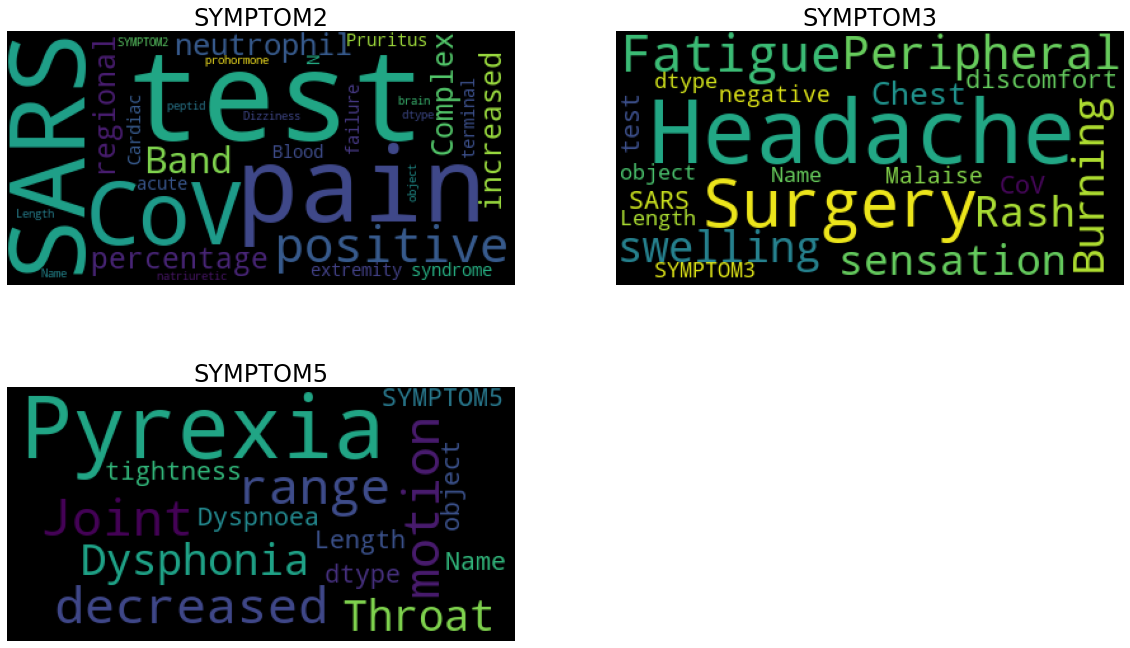 SYMPTOM2
SARS
test
pain
CoV
positive
neutrophil
Pruritus
SYMPTOM2
prohormone
N
regional
Cardiac
peptid
Dizziness
brain
dtype
failure
Complex
terminal
increased
Band
Blood
acute
object
Length
Name
percentage
natriuretic
extremity
syndrome
SYMPTOM3
Fatigue
Peripheral
dtype
negative
Chest
discomfort
test
Headache
Burning
object
Name
Malaise
CoV
SARS
Length
Surgery
Rash
swelling
sensation
SYMPTOM3
SYMPTOM5
Pyrexia
SYMPTOM5
tightness
range
motion
object
Joint
Dyspnoea
Length
Dysphonia
dtype
Name
decreased
Throat